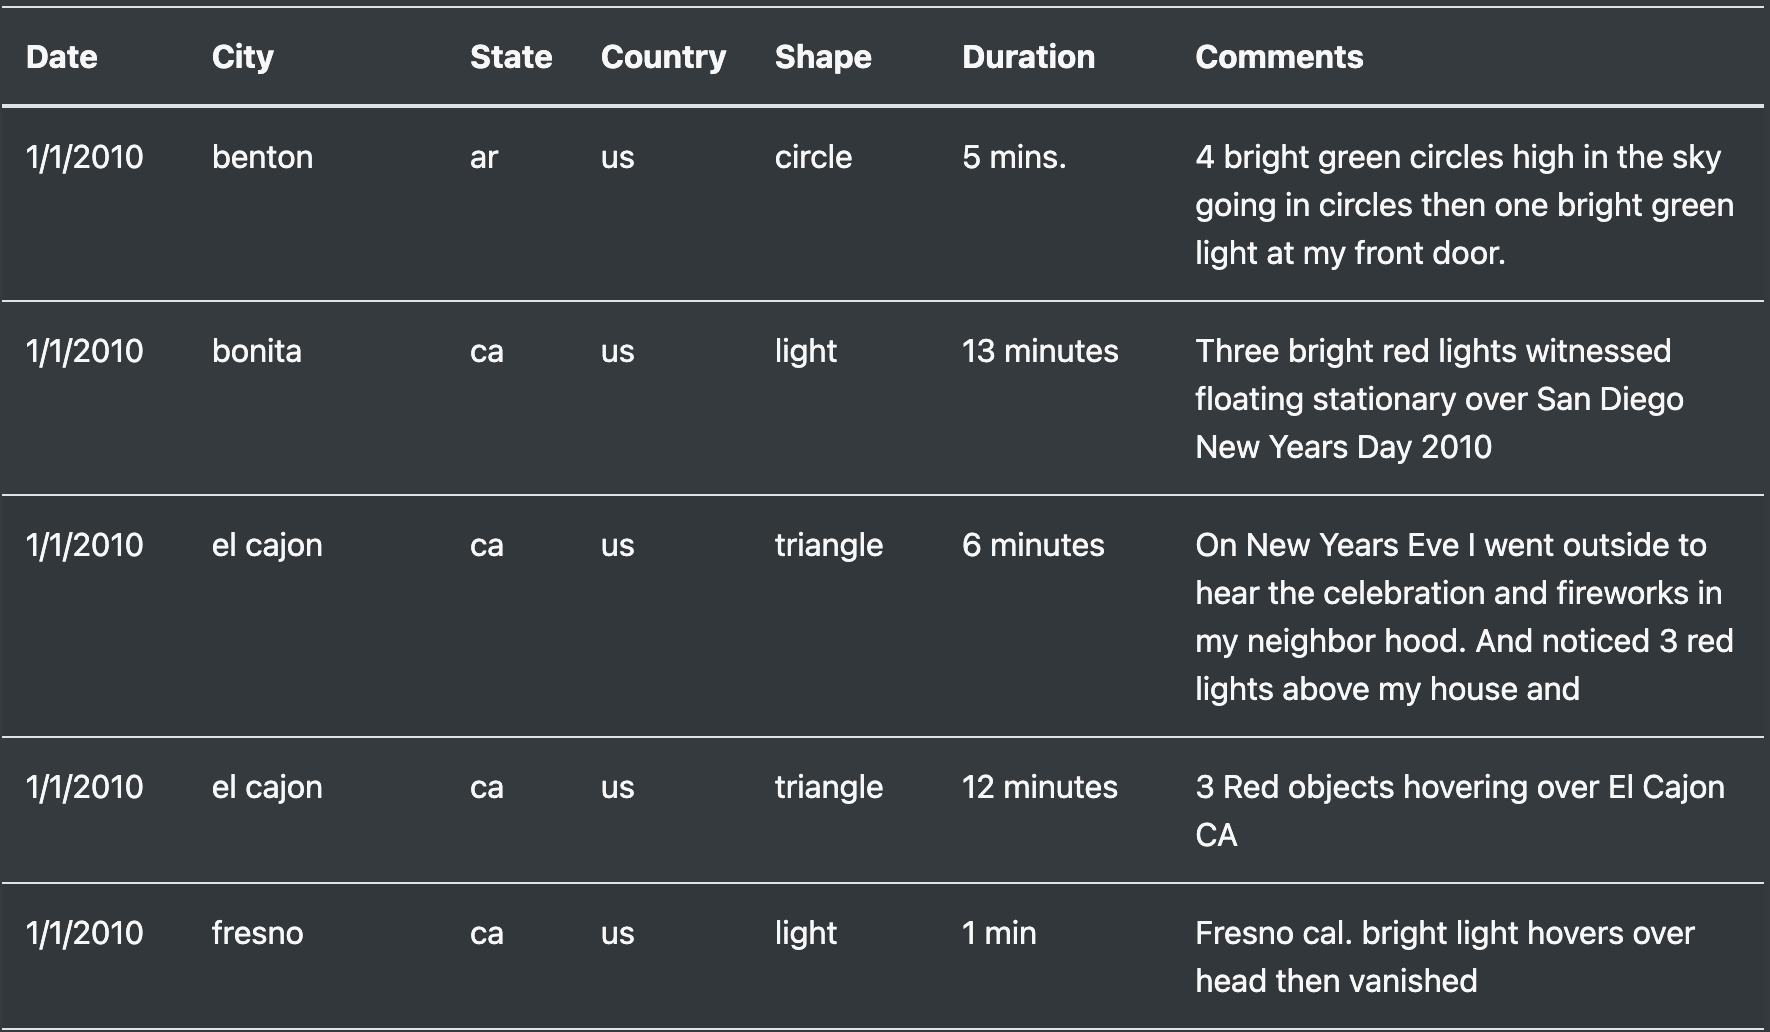 Date City State Country Shape Duration Comments
1/1/2010 benton ar us circle 5 mins. 4 bright green circles high in the sky
going in circles then one bright green
light at my front door.
1/1/2010 bonita ca us light 13 minutes Three bright red lights witnessed
floating stationary over San Diego
New Years Day 2010
1/1/2010 el cajon ca us triangle 6 minutes On New Years Eve I went outside to
hear the celebration and fireworks in
my neighbor hood. And noticed 3 red
lights above my house and
1/1/2010 el cajon ca us triangle 12 minutes 3 Red objects hovering over El Cajon
CA
1/1/2010 fresno ca us light 1 min Fresno cal. bright light hovers over
head then vanished